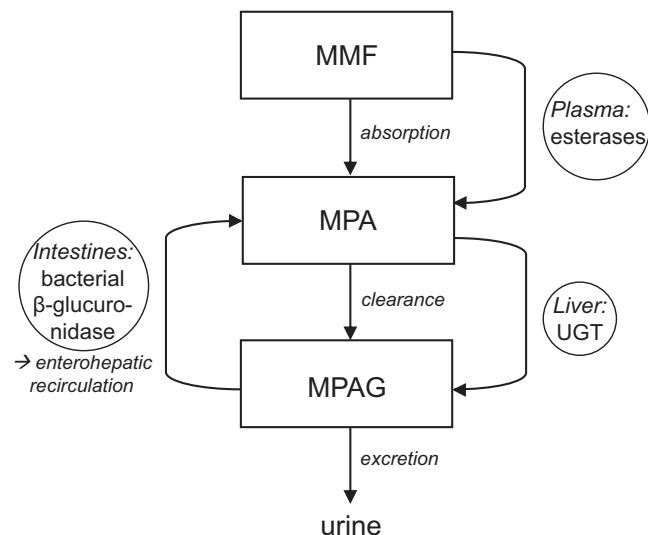 MMF
Plasma:
esterases
absorption
MPA
Intestines:
bacterial
β-glucuro-
nidase
→ enterohepatic
recirculation
clearance
Liver:
UGT
MPAG
excretion
urine